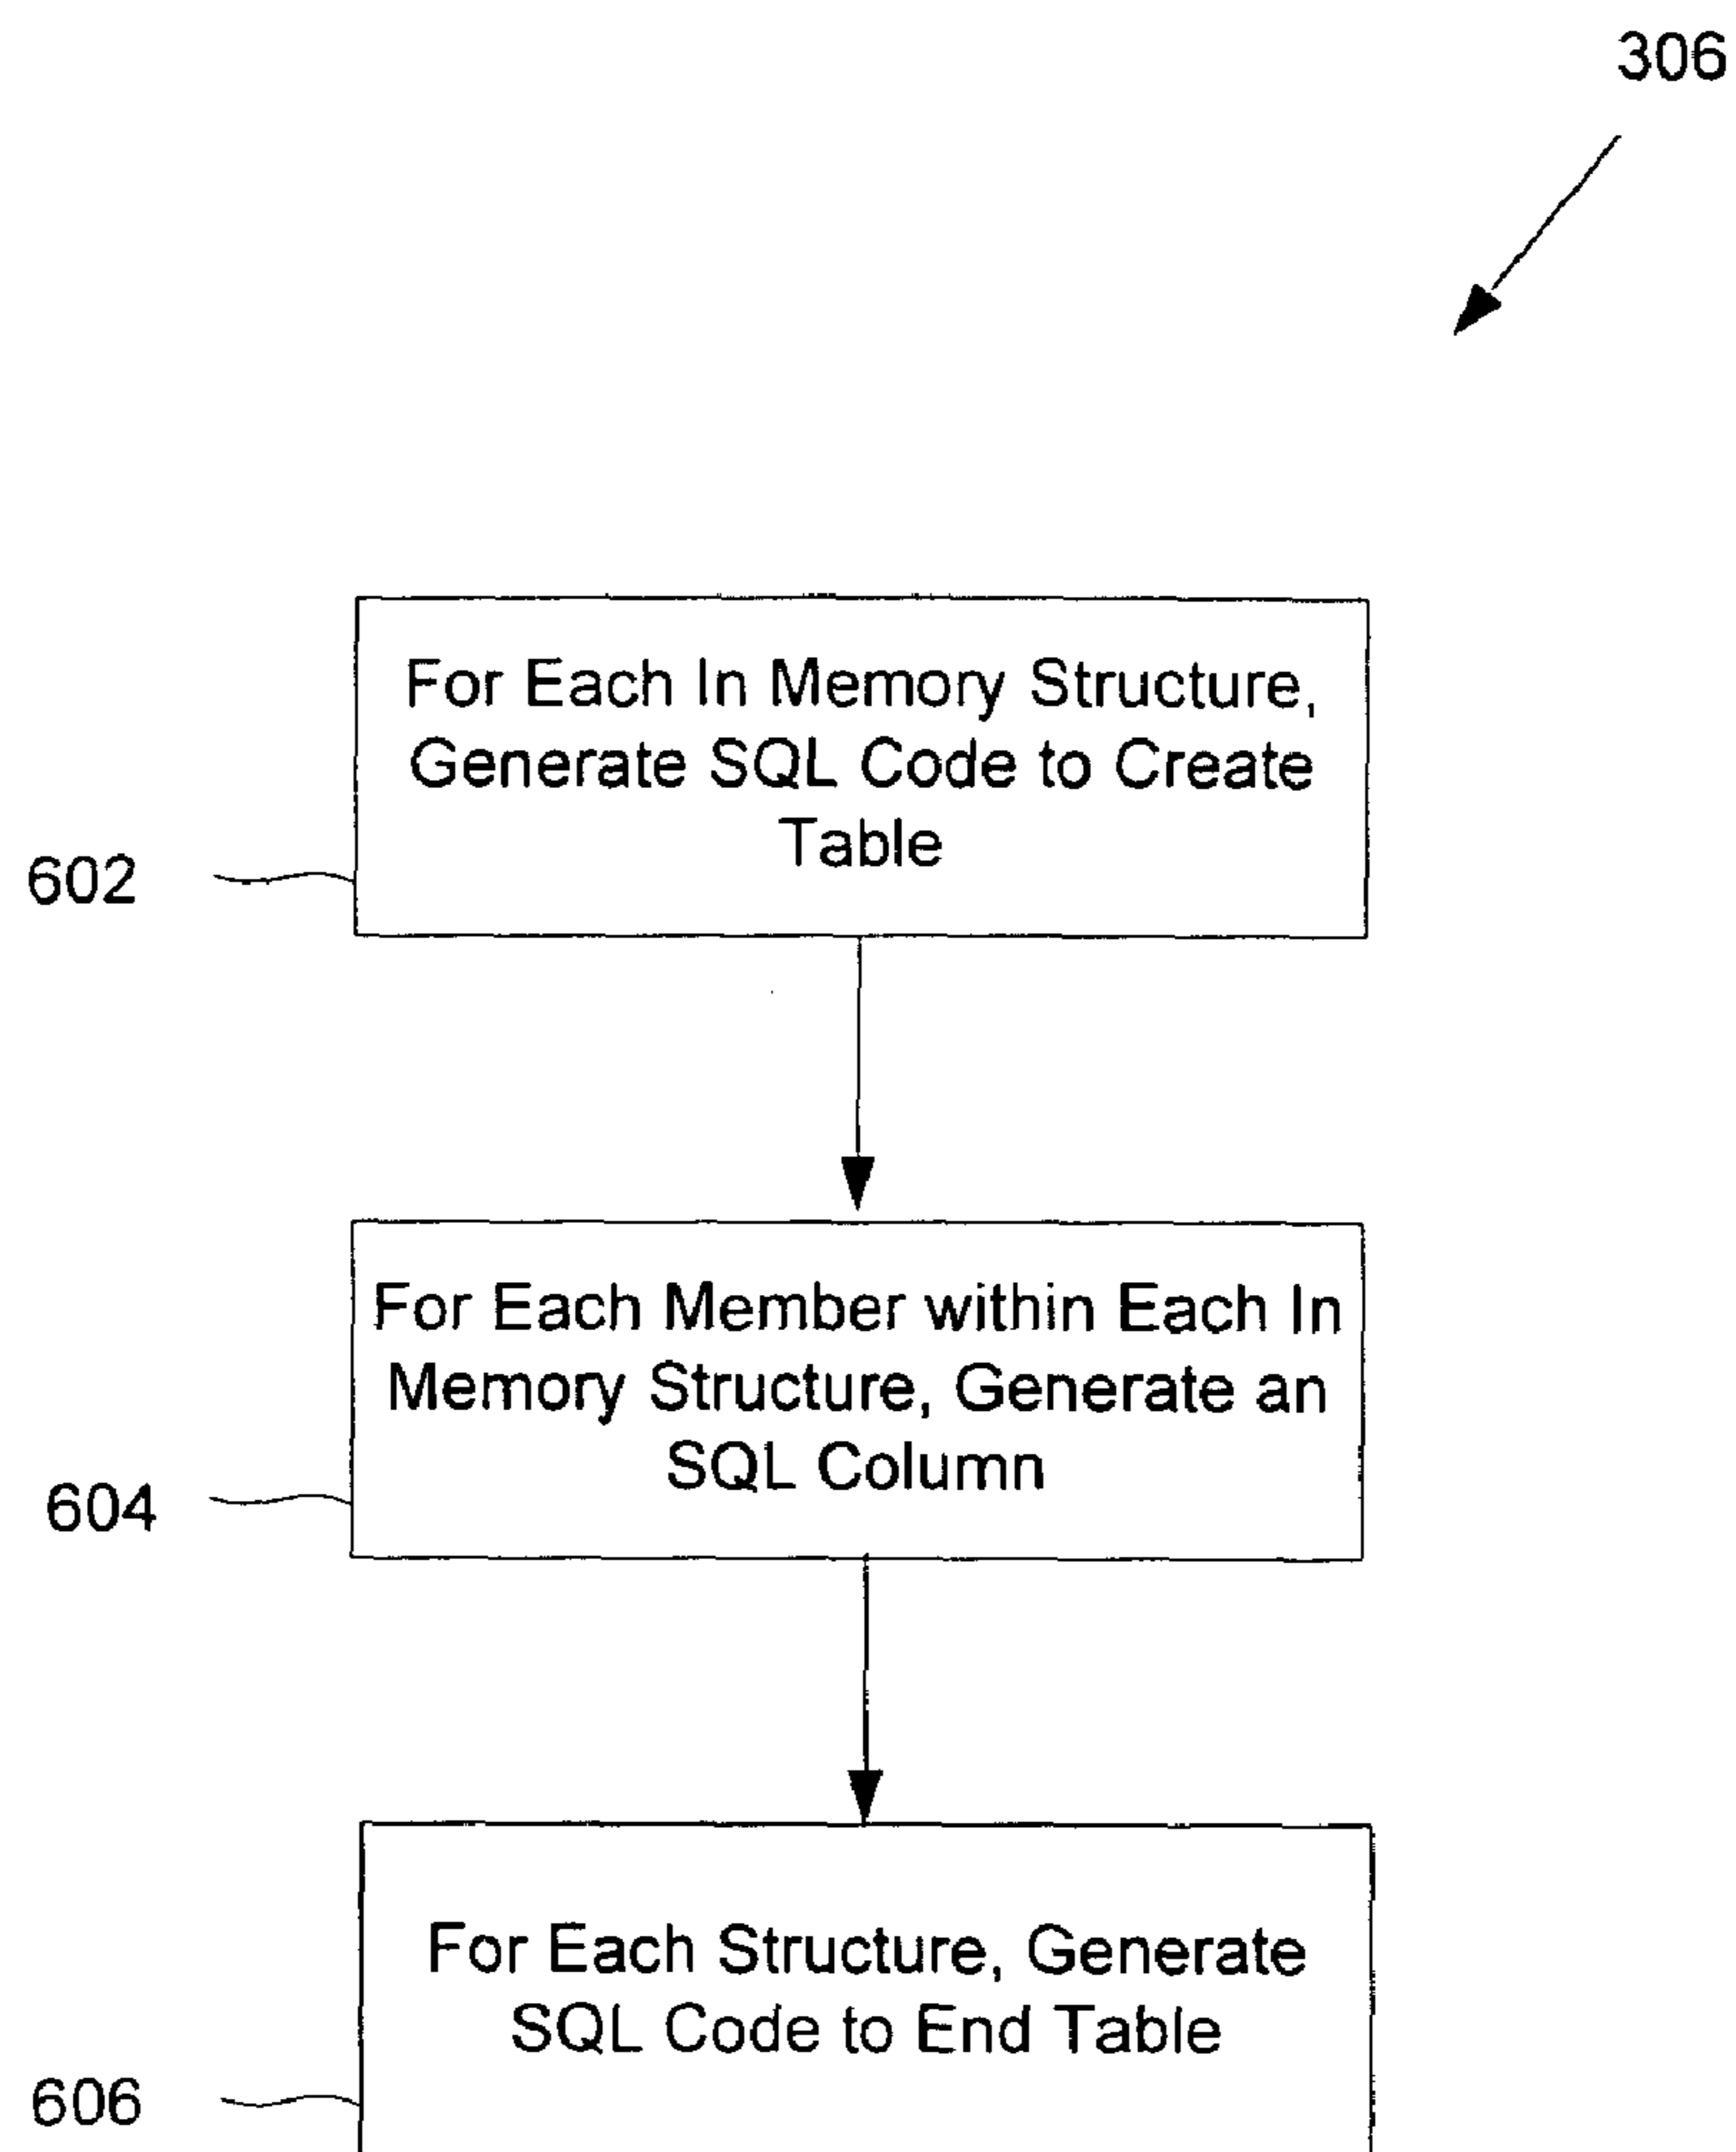 306
For Each In Memory Structure,
Generate SQL Code to Create
Table
602
For Each Member within Each In
Memory Structure, Generate an
SQL Column
604
For Each Structure, Generate
SQL Code to End Table
606